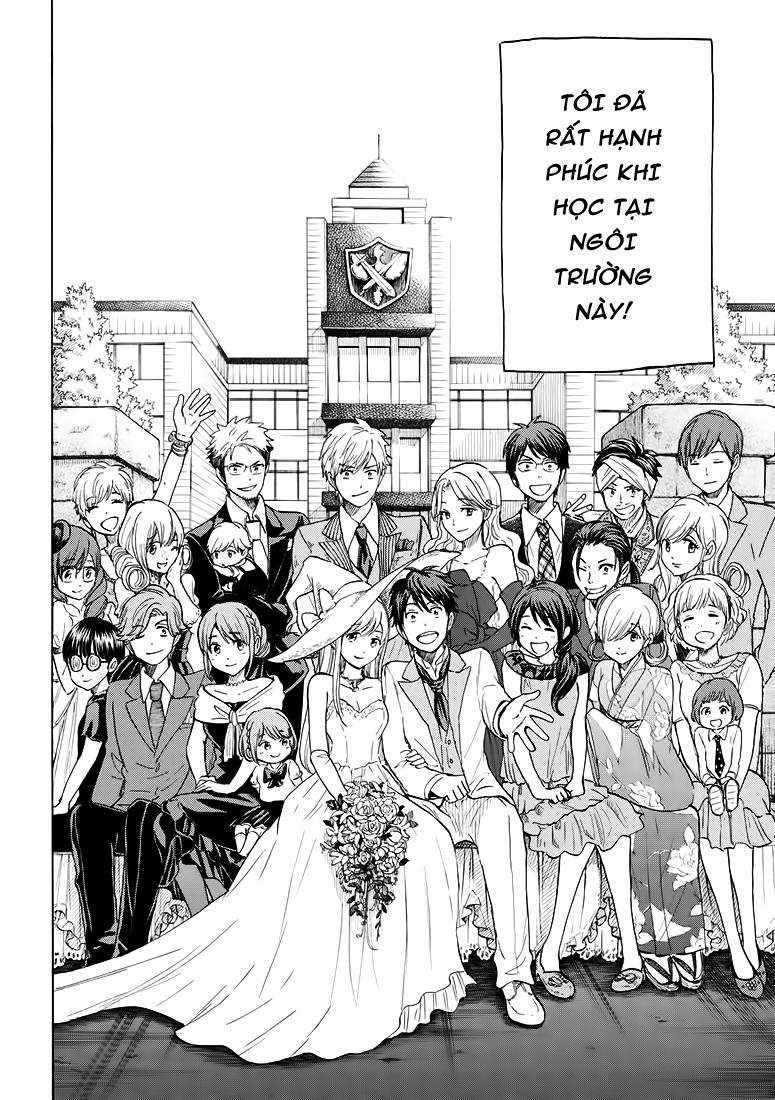 TÔI ĐÃ
RẤT HẠNH
PHÚC KHI
HỌC TẠI
NGÔI
TRƯỜNG
NÀY!